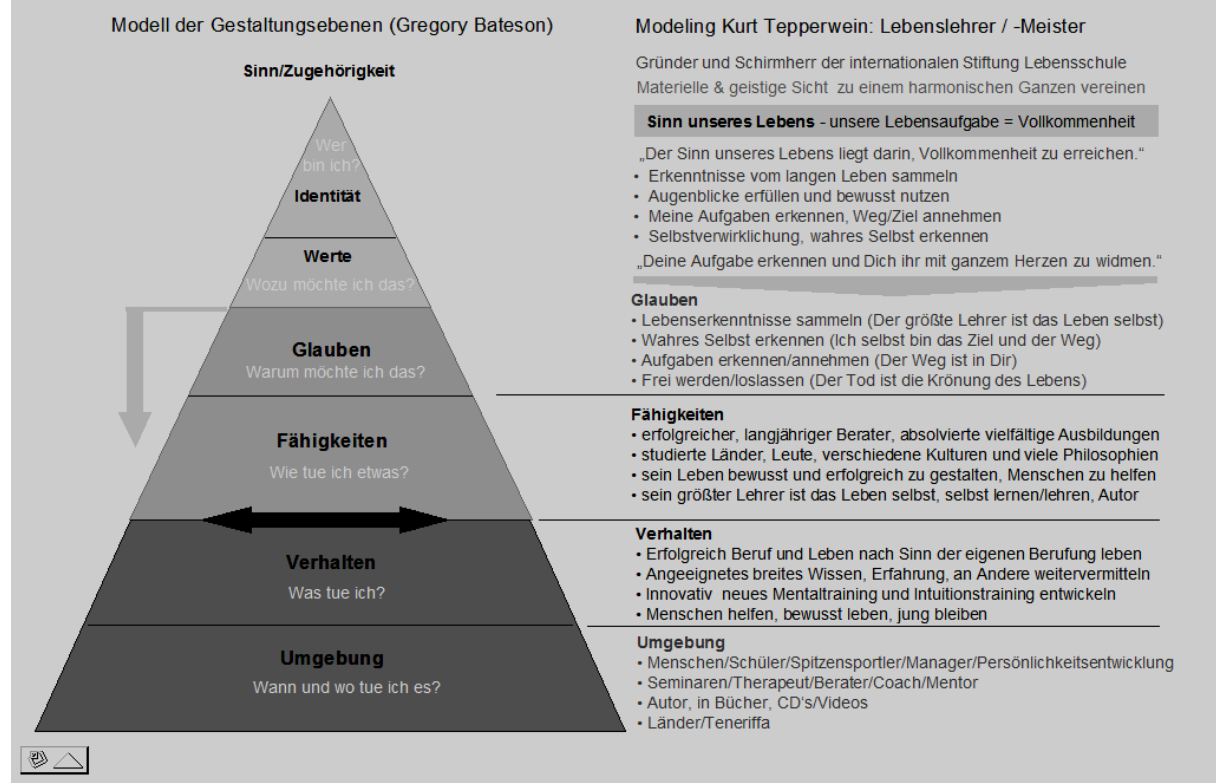 Modell der Gestaltungsebenen (Gregory Bateson)
Sinn/Zugehörigkeit
Wer
bin ich?
Identität
Werte
Wozu möchte ich das?
Glauben
Warum möchte ich das?
Fähigkeiten
Wie tue ich etwas?
Verhalten
Was tue ich?
Umgebung
Wann und wo tue ich es?
Modeling Kurt Tepperwein: Lebenslehrer / -Meister
Gründer und Schirmherr der internationalen Stiftung Lebensschule
Materielle & geistige Sicht zu einem harmonischen Ganzen vereinen
Sinn unseres Lebens - unsere Lebensaufgabe = Vollkommenheit
„Der Sinn unseres Lebens liegt darin, Vollkommenheit zu erreichen.“
• Erkenntnisse vom langen Leben sammeln
• Augenblicke erfüllen und bewusst nutzen
• Meine Aufgaben erkennen, Weg/Ziel annehmen
• Selbstverwirklichung, wahres Selbst erkennen
„Deine Aufgabe erkennen und Dich ihr mit ganzem Herzen zu widmen.“
Glauben
• Lebenserkenntnisse sammeln (Der größte Lehrer ist das Leben selbst)
• Wahres Selbst erkennen (Ich selbst bin das Ziel und der Weg)
• Aufgaben erkennen/annehmen (Der Weg ist in Dir)
• Frei werden/loslassen (Der Tod ist die Krönung des Lebens)
Fähigkeiten
• erfolgreicher, langjähriger Berater, absolvierte vielfältige Ausbildungen
• studierte Länder, Leute, verschiedene Kulturen und viele Philosophien
• sein Leben bewusst und erfolgreich zu gestalten, Menschen zu helfen
• sein größter Lehrer ist das Leben selbst, selbst lernen/lehren, Autor
Verhalten
• Erfolgreich Beruf und Leben nach Sinn der eigenen Berufung leben
• Angeeignetes breites Wissen, Erfahrung, an Andere weitervermitteln
• Innovativ neues Mentaltraining und Intuitionstraining entwickeln
• Menschen helfen, bewusst leben, jung bleiben
Umgebung
• Menschen/Schüler/Spitzensportler/Manager/Persönlichkeitsentwicklung
• Seminaren/Therapeut/Berater/Coach/Mentor
• Autor, in Bücher, CD‘s/Videos
• Länder/Teneriffa